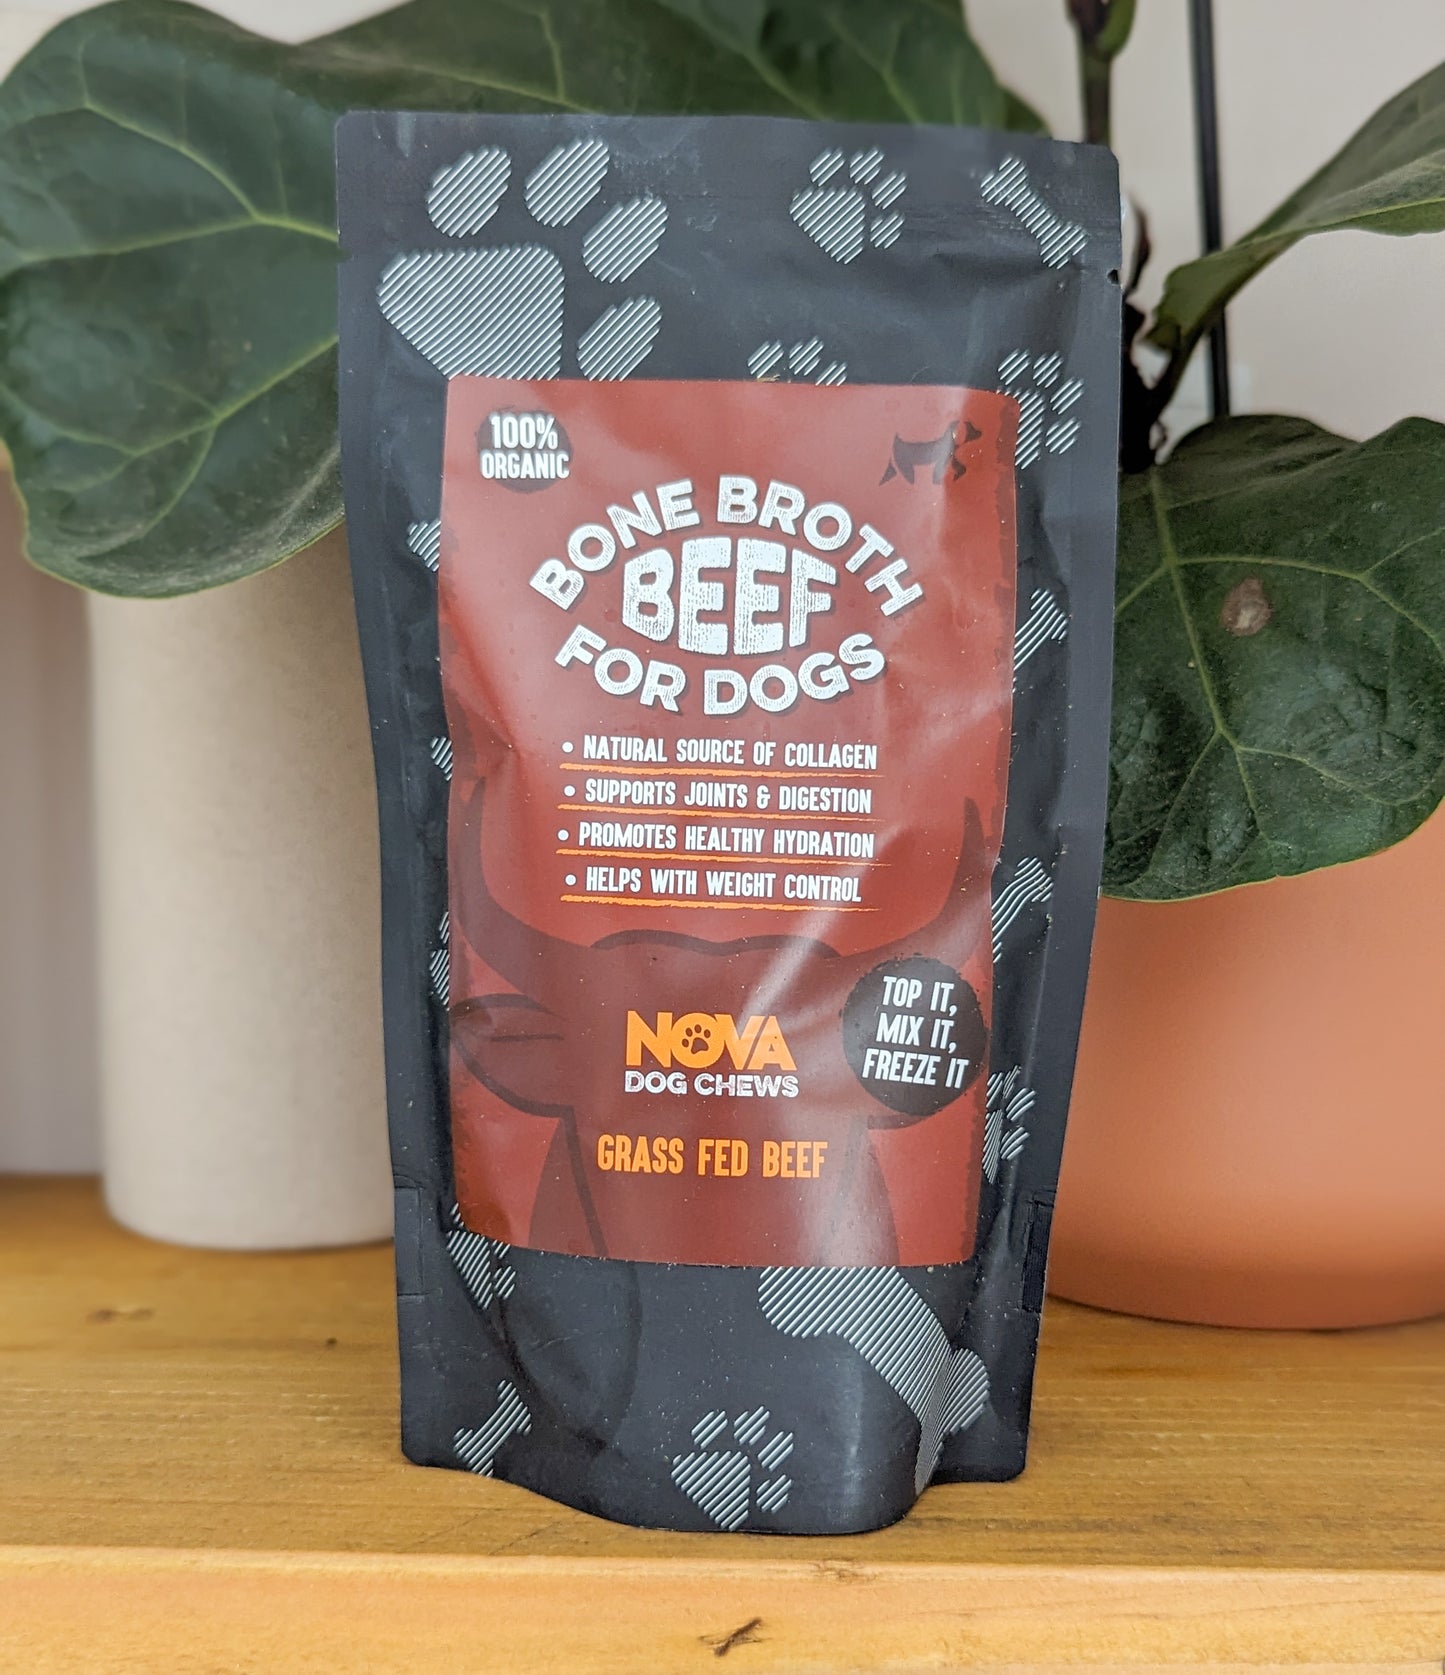 100%
ORGANIC
BONE BROTH
BEEF
FOR DOGS
• NATURAL SOURCE OF COLLAGEN
• SUPPORTS JOINTS & DIGESTION
• PROMOTES HEALTHY HYDRATION
• HELPS WITH WEIGHT CONTROL
TOP IT,
MIX IT,
FREEZE IT
NOVA
DOG CHEWS
GRASS FED BEEF